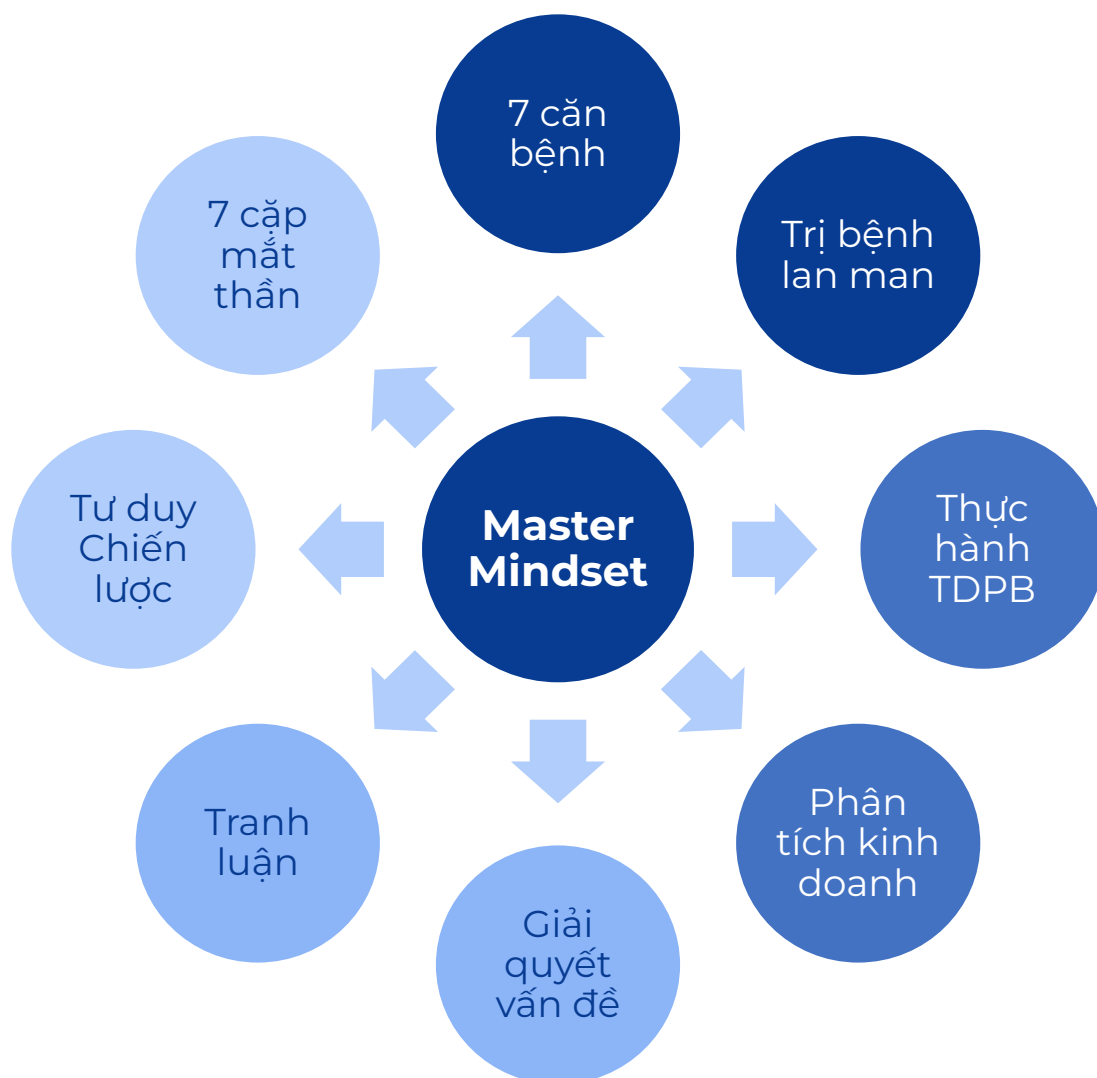 7 căn
bệnh
Trị bệnh
lan man
Thực
hành
TDPB
Phân
tích kinh
doanh
Giải
quyết
vấn đề
Tranh
luận
Tư duy
Chiến
lược
7 cặp
mắt
thần
Master
Mindset